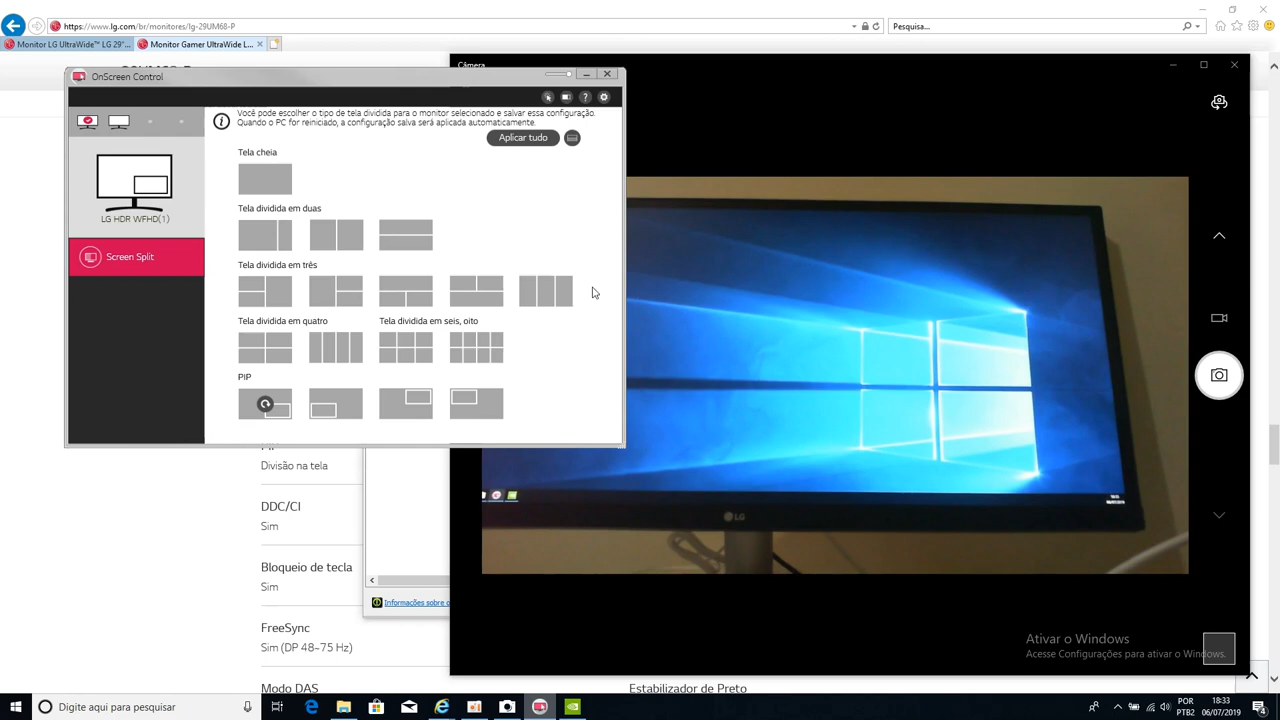 https://www.lg.com/br/monitores/lg-29UM68-P
Pesquisa...
Monitor LG UltraWide™ LG 29"...
Monitor Gamer UltraWide L...
Câmera
OnScreen Control
Você pode escolher o tipo de tela dividida para o monitor selecionado e salvar essa configuração.
Quando o PC for reiniciado, a configuração salva será aplicada automaticamente.
Aplicar tudo
Tela cheia
LG HDR WFHD(1)
Tela dividida em duas
Screen Split
Tela dividida em três
Tela dividida em quatro
Tela dividida em seis, oito
PIP
Divisão na tela
DDC/CI
Sim
Bloqueio de tecla
Sim
Informações sobre o
FreeSync
Sim (DP 48~75 Hz)
Modo DAS
Estabilizador de Preto
LG
Ativar o Windows
Acesse Configurações para ativar o Windows.
Digite aqui para pesquisar
POR
PTB2
18:33
06/07/2019
4